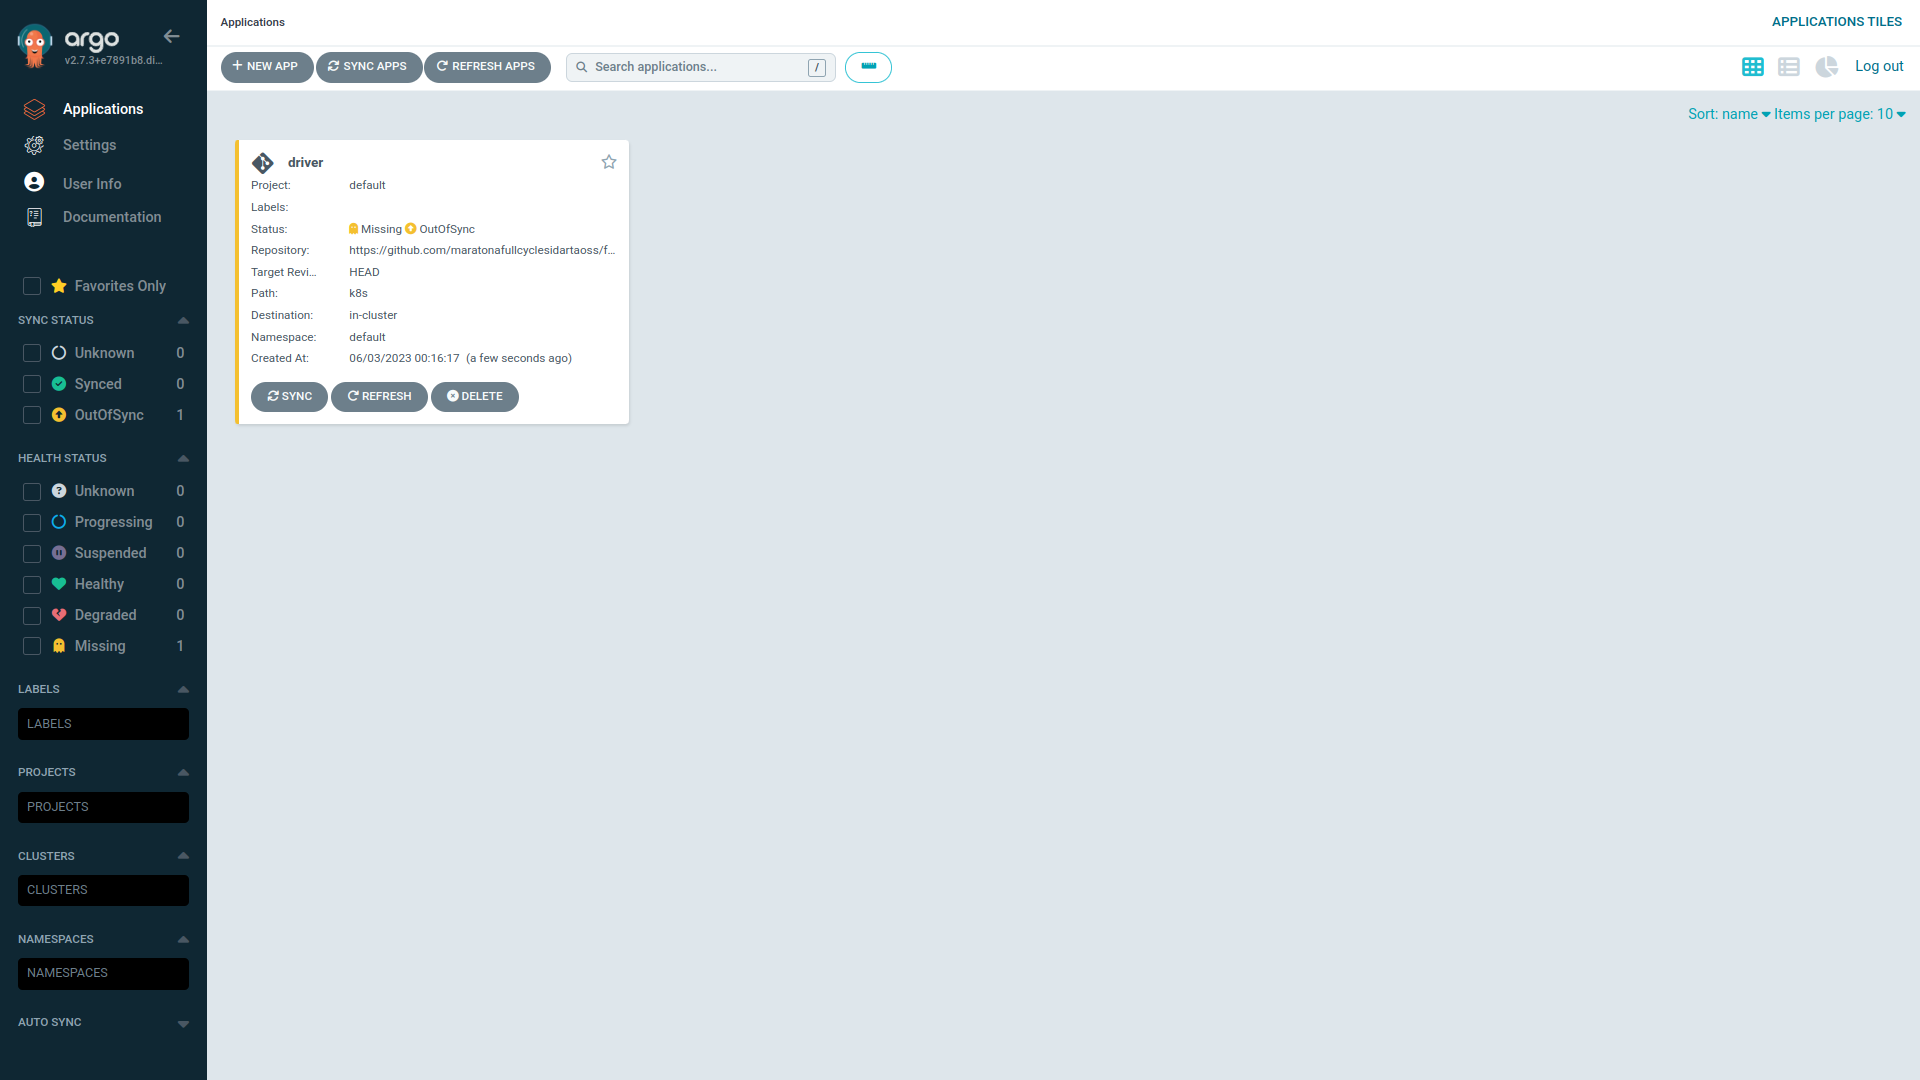 argo
v2.7.3+e7891b8.di...
Applications
Settings
User Info
Documentation
Favorites Only
SYNC STATUS
Unknown 0
Synced 0
OutOfSync 1
HEALTH STATUS
Unknown 0
Progressing 0
Suspended 0
Healthy 0
Degraded 0
Missing 1
LABELS
LABELS
PROJECTS
PROJECTS
CLUSTERS
CLUSTERS
NAMESPACES
NAMESPACES
AUTO SYNC
Applications
APPLICATIONS TILES
NEW APP SYNC APPS REFRESH APPS Search applications... / Log out
Sort: name Items per page: 10
driver
Project: default
Labels:
Status: Missing OutOfSync
Repository: https://github.com/maratonafullcyclesidartaoss/f...
Target Revi... HEAD
Path: k8s
Destination: in-cluster
Namespace: default
Created At: 06/03/2023 00:16:17 (a few seconds ago)
SYNC REFRESH DELETE